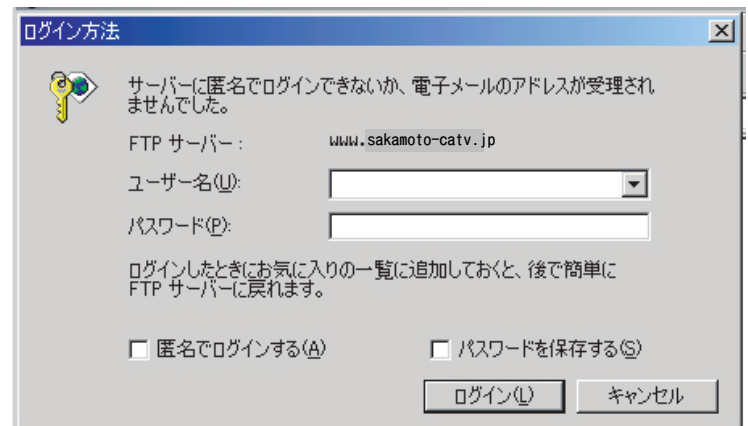 ログイン方法
サーバーに匿名でログインできないか、電子メールのアドレスが受理され
ませんでした。
FTP サーバー : www.sakamoto-catv.jp
ユーザー名(U):
パスワード(P):
ログインしたときにお気に入りの一覧に追加しておくと、後で簡単に
FTP サーバーに戻れます。
匿名でログインする(A) パスワードを保存する(S)
ログイン(L) キャンセル